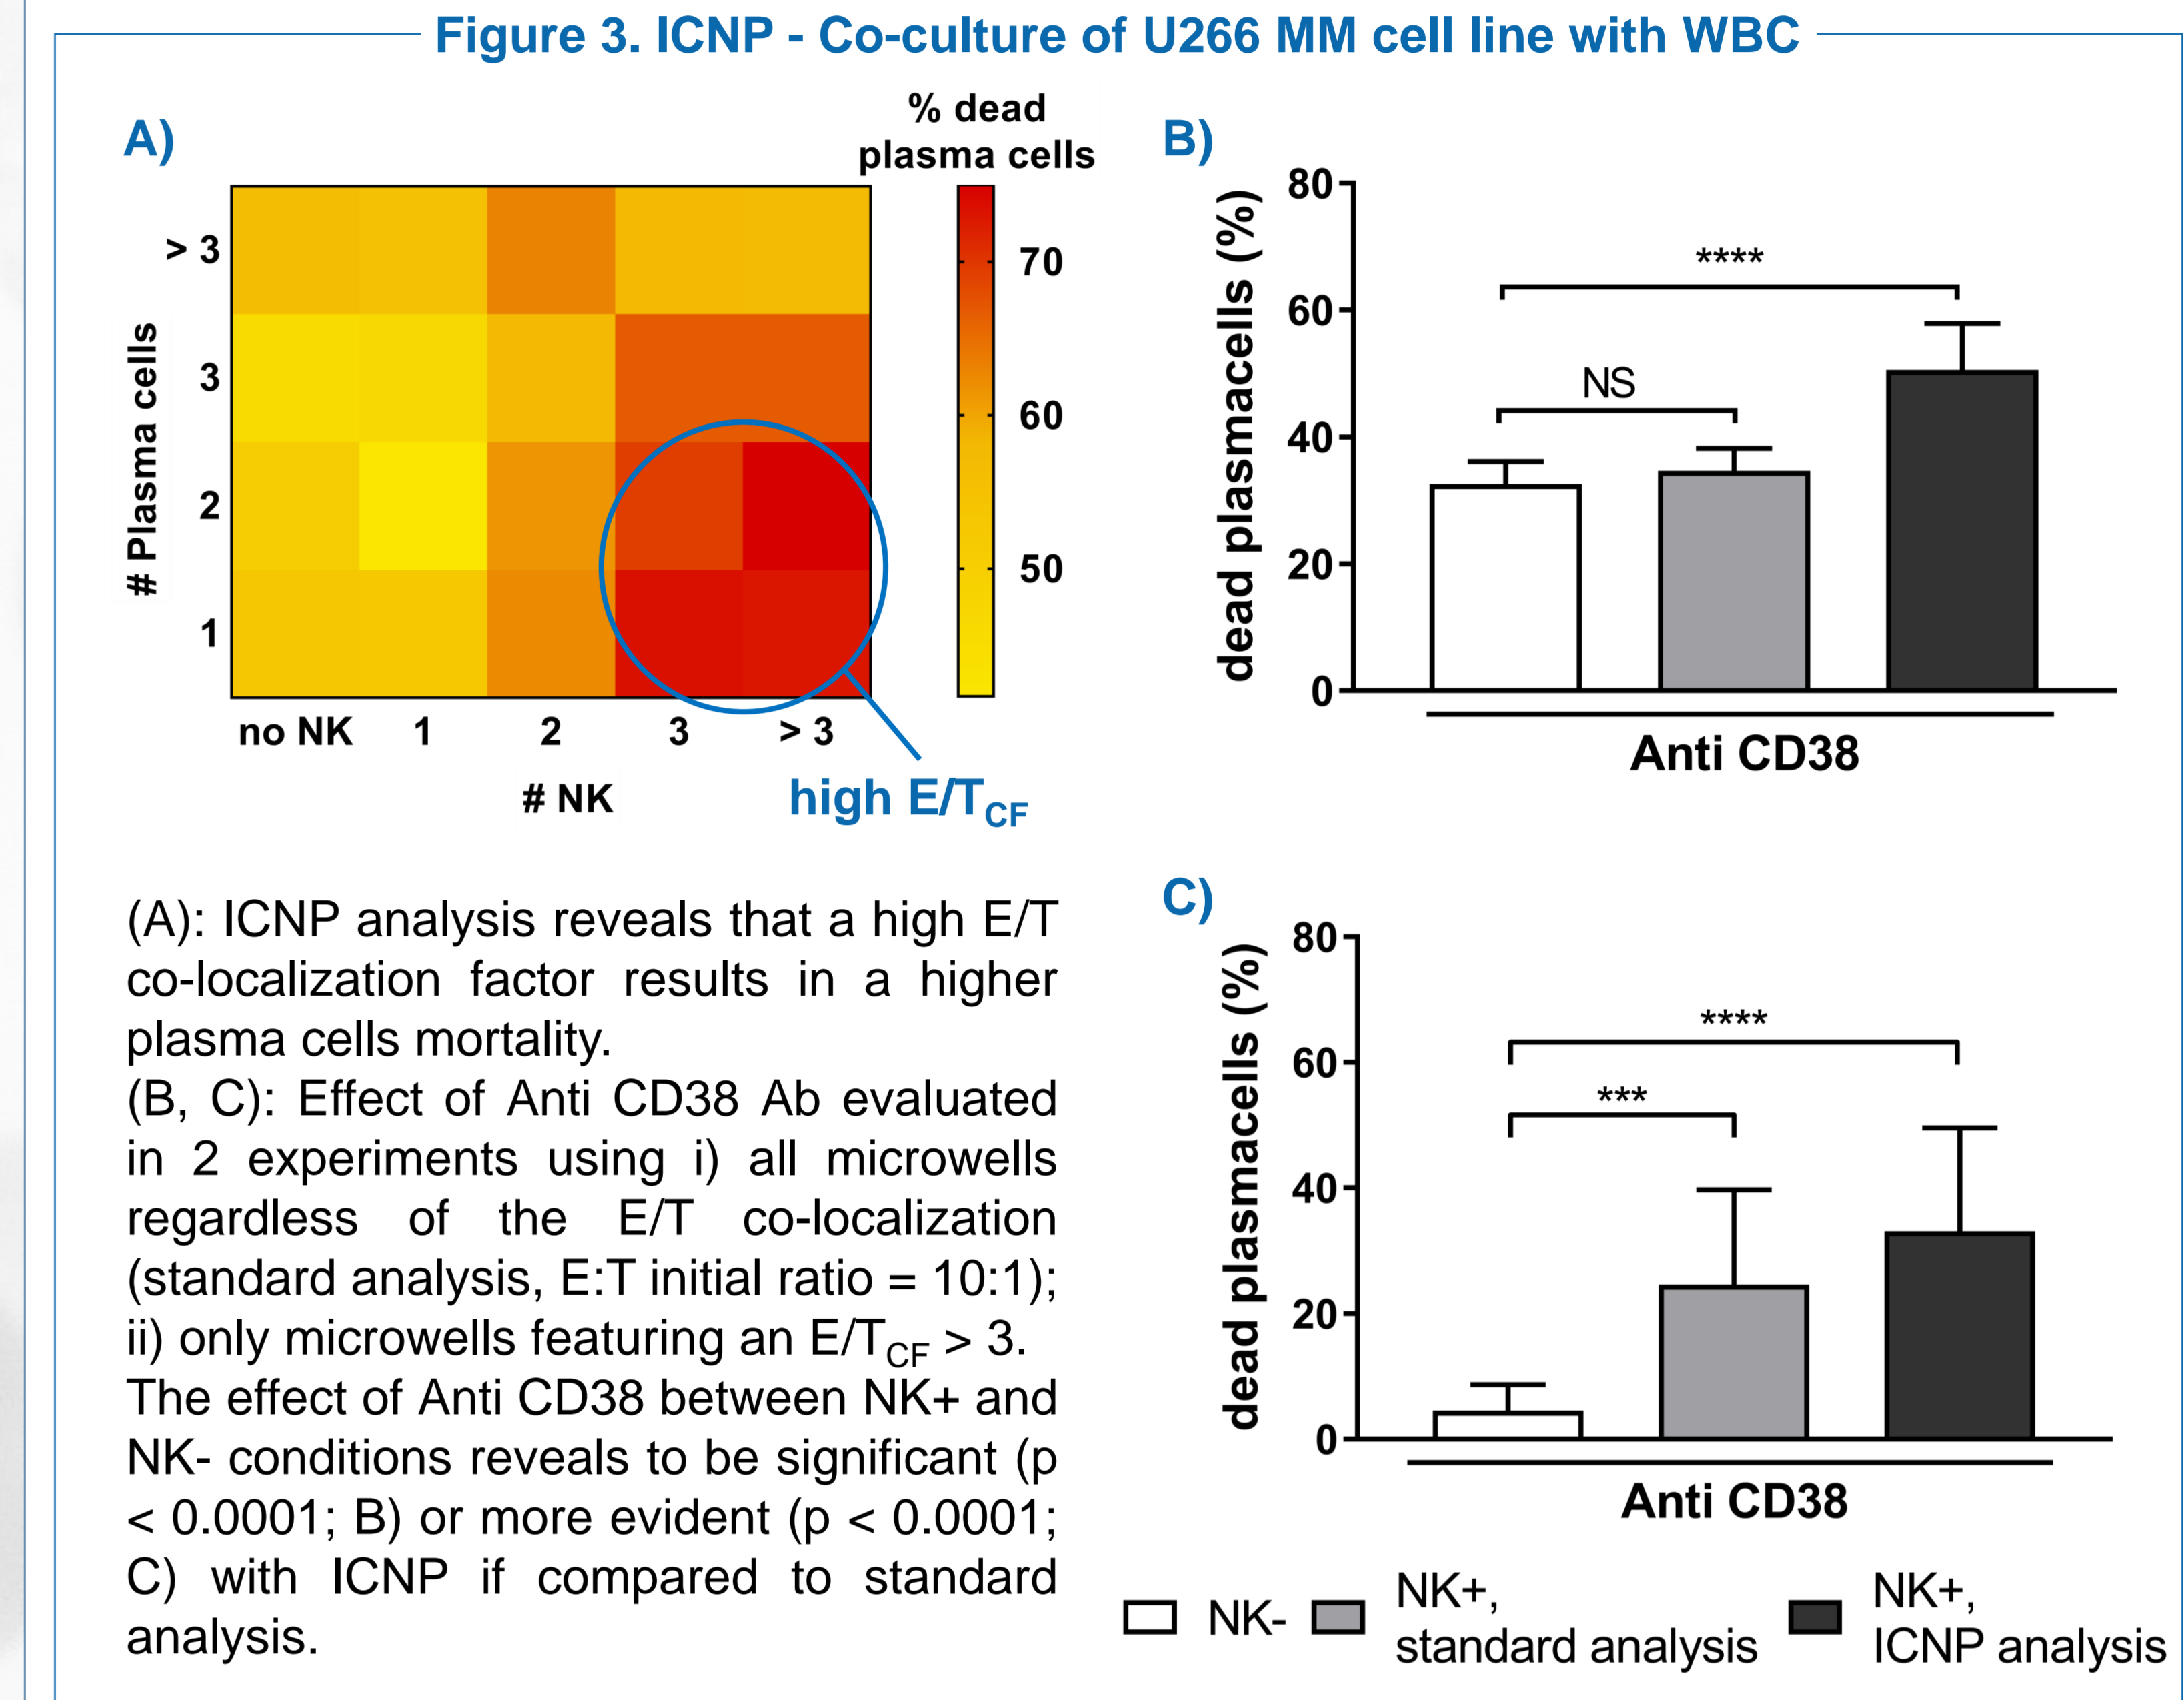 Figure 3. ICNP - Co-culture of U266 MM cell line with WBC
A)
% dead
plasma cells
# Plasma cells
> 3
3
2
1
70
60
50
no NK 1 2 3 > 3
# NK
high E/TCF
B)
dead plasmacells (%)
80
60
40
20
0
****
NS
Anti CD38
(A): ICNP analysis reveals that a high E/T
co-localization factor results in a higher
plasma cells mortality.
(B, C): Effect of Anti CD38 Ab evaluated
in 2 experiments using i) all microwells
regardless of the E/T co-localization
(standard analysis, E:T initial ratio = 10:1);
ii) only microwells featuring an E/TCF > 3.
The effect of Anti CD38 between NK+ and
NK- conditions reveals to be significant (p
< 0.0001; B) or more evident (p < 0.0001;
C) with ICNP if compared to standard
analysis.
C)
dead plasmacells (%)
80
60
40
20
0
****
***
Anti CD38
NK-
NK+,
standard analysis
NK+,
ICNP analysis